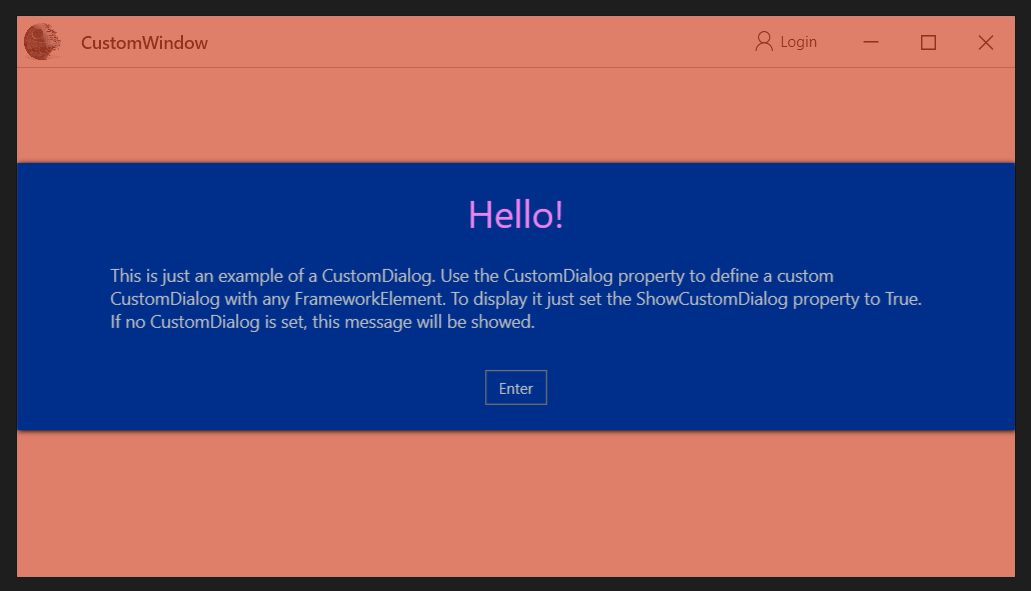 CustomWindow
Login
Hello!
This is just an example of a CustomDialog. Use the CustomDialog property to define a custom
CustomDialog with any FrameworkElement. To display it just set the ShowCustomDialog property to True.
If no CustomDialog is set, this message will be showed.
Enter